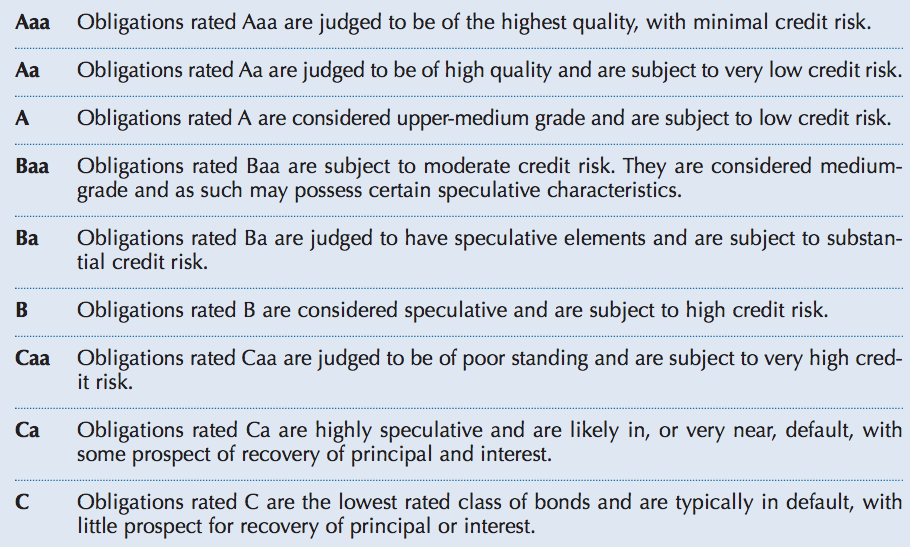 Aaa Obligations rated Aaa are judged to be of the highest quality, with minimal credit risk.
Aa Obligations rated Aa are judged to be of high quality and are subject to very low credit risk.
A Obligations rated A are considered upper-medium grade and are subject to low credit risk.
Baa Obligations rated Baa are subject to moderate credit risk. They are considered medium-
grade and as such may possess certain speculative characteristics.
Ba Obligations rated Ba are judged to have speculative elements and are subject to substan-
tial credit risk.
B Obligations rated B are considered speculative and are subject to high credit risk.
Caa Obligations rated Caa are judged to be of poor standing and are subject to very high cred-
it risk.
Ca Obligations rated Ca are highly speculative and are likely in, or very near, default, with
some prospect of recovery of principal and interest.
C Obligations rated C are the lowest rated class of bonds and are typically in default, with
little prospect for recovery of principal or interest.